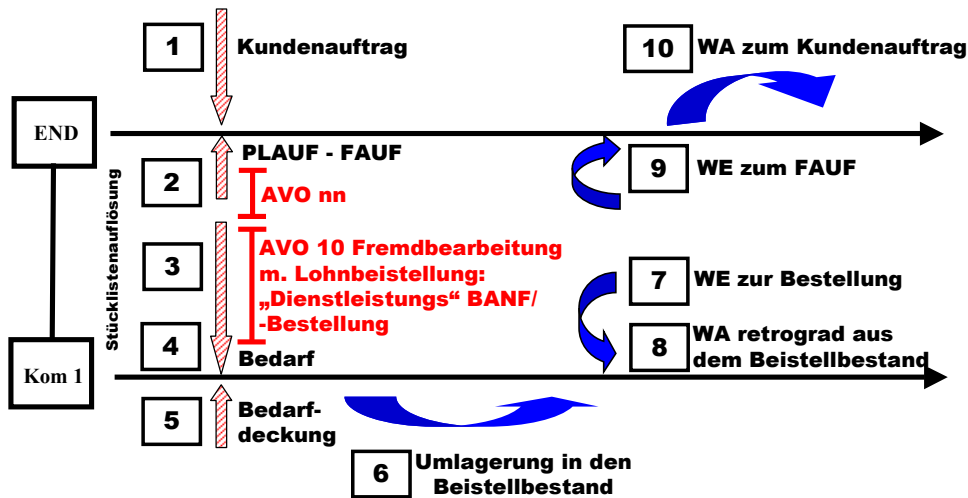 1
Kundenauftrag
10
WA zum Kundenauftrag
END
PLAUF - FAUF
2
AVO nn
9
WE zum FAUF
Stücklistenauflösung
3
AVO 10 Fremdbearbeitung
m. Lohnbeistellung:
„Dienstleistungs“ BANF/
-Bestellung
7
WE zur Bestellung
4
Bedarf
8
WA retrograd aus
dem Beistellbestand
Kom 1
5
Bedarf-
deckung
6
Umlagerung in den
Beistellbestand